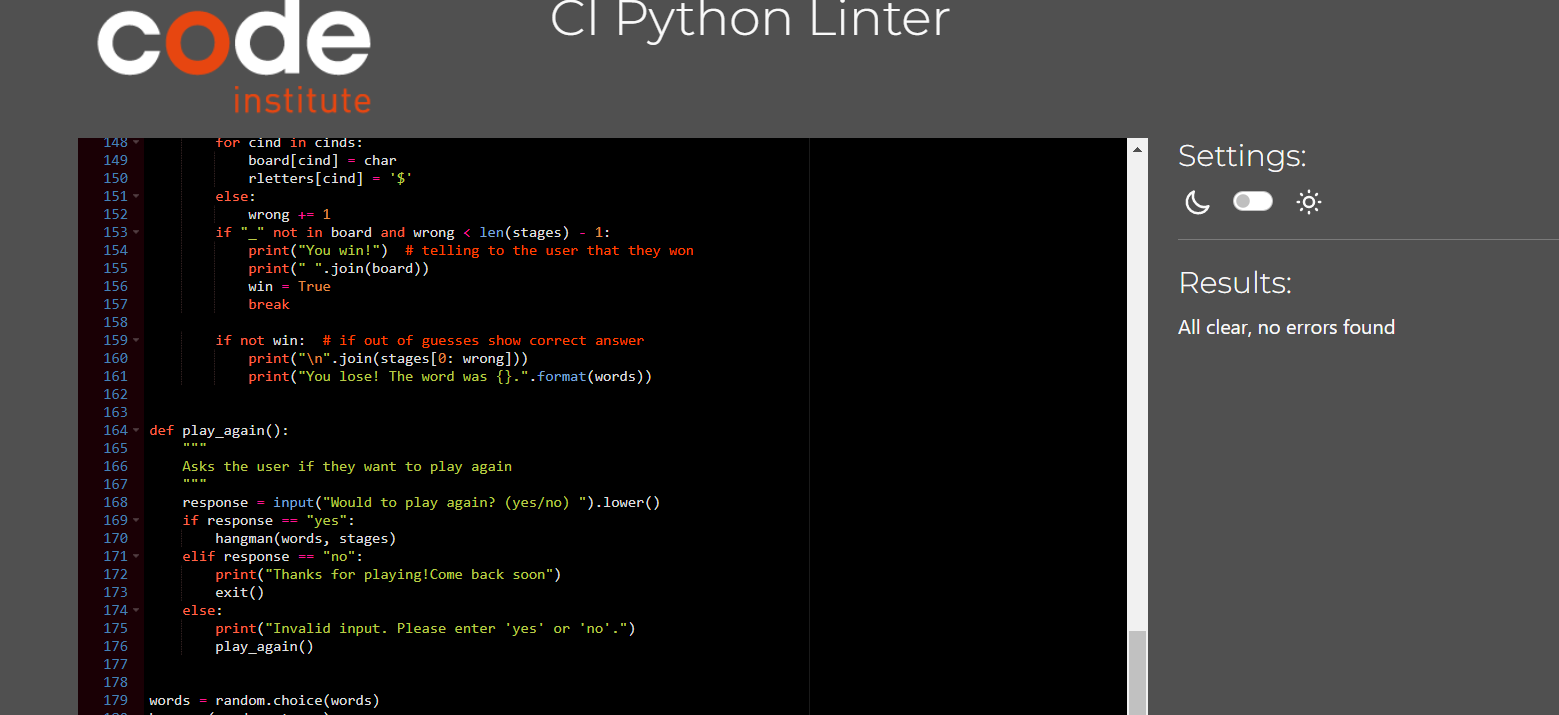 code
institute
CI Python Linter
148 for cind in cinds:
149 board[cind] = char
150 rletters[cind] = '$'
151 else:
152 wrong += 1
153 if "_" not in board and wrong < len(stages) - 1:
154 print("You win!")  # telling to the user that they won
155 print(" ".join(board))
156 win = True
157 break
158
159 if not win:  # if out of guesses show correct answer
160 print("\n".join(stages[0: wrong]))
161 print("You lose! The word was {}.".format(words))
162
163
164 def play_again():
165 """
166 Asks the user if they want to play again
167 """
168 response = input("Would to play again? (yes/no) ").lower()
169 if response == "yes":
170 hangman(words, stages)
171 elif response == "no":
172 print("Thanks for playing!Come back soon")
173 exit()
174 else:
175 print("Invalid input. Please enter 'yes' or 'no'.")
176 play_again()
177
178
179 words = random.choice(words)
Settings:
Results:
All clear, no errors found